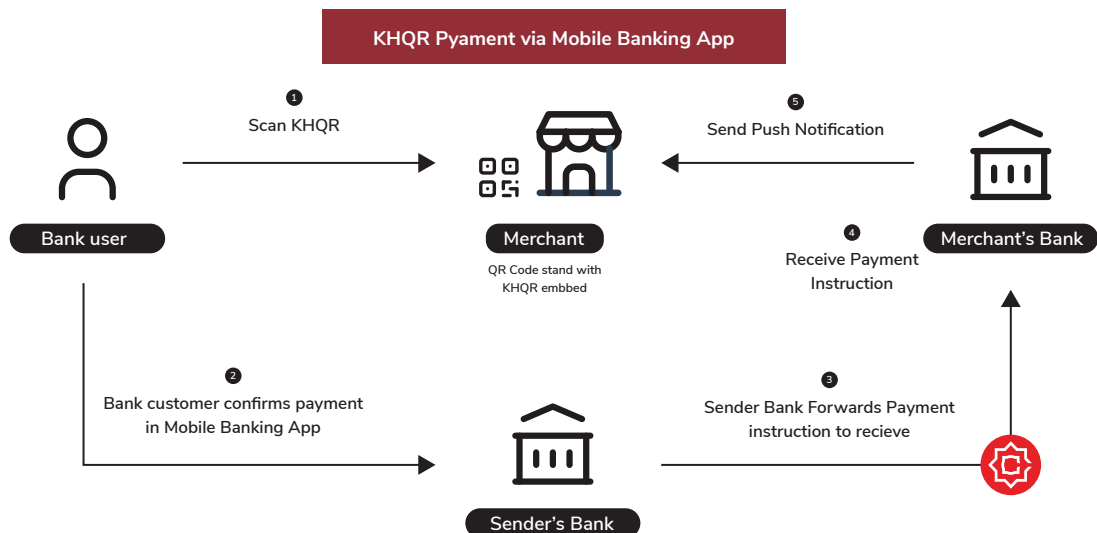 KHQR Pyament via Mobile Banking App
1
Scan KHQR
5
Send Push Notification
Bank user
Merchant
QR Code stand with
KHQR embbed
Merchant's Bank
4
Receive Payment
Instruction
2
Bank customer confirms payment
in Mobile Banking App
3
Sender Bank Forwards Payment
instruction to recieve
Sender's Bank